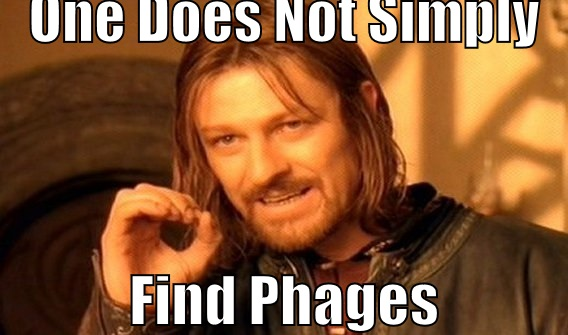 One Does Not Simply
Find Phages